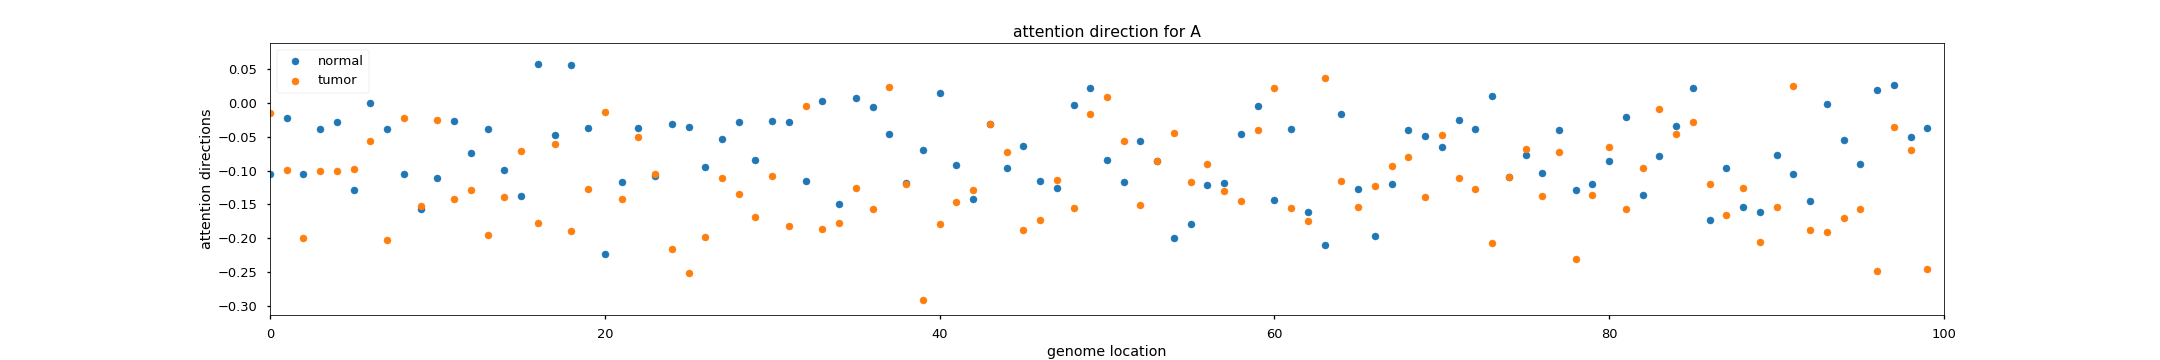 attention direction for A
normal
tumor
attention directions
0.05
0.00
−0.05
−0.10
−0.15
−0.20
−0.25
−0.30
0 20 40 60 80 100
genome location